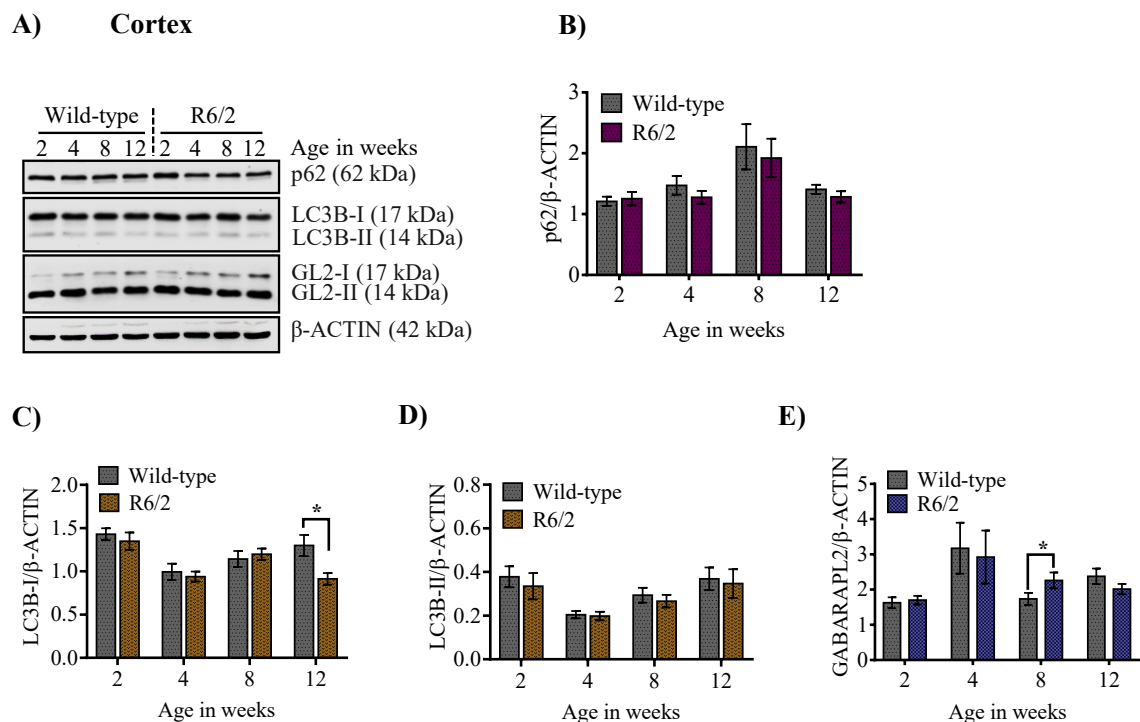 A) Cortex
Wild-type R6/2
2 4 8 12 2 4 8 12 Age in weeks
p62 (62 kDa)
LC3B-I (17 kDa)
LC3B-II (14 kDa)
GL2-I (17 kDa)
GL2-II (14 kDa)
β-ACTIN (42 kDa)
B)
Wild-type
R6/2
p62/β-ACTIN
3
2
1
0
2 4 8 12
Age in weeks
C)
Wild-type
R6/2
LC3B-I/β-ACTIN
2.0
1.5
1.0
0.5
0.0
*
2 4 8 12
Age in weeks
D)
Wild-type
R6/2
LC3B-II/β-ACTIN
0.8
0.6
0.4
0.2
0.0
2 4 8 12
Age in weeks
E)
Wild-type
R6/2
GABARAPL2/β-ACTIN
5
4
3
2
1
0
*
2 4 8 12
Age in weeks